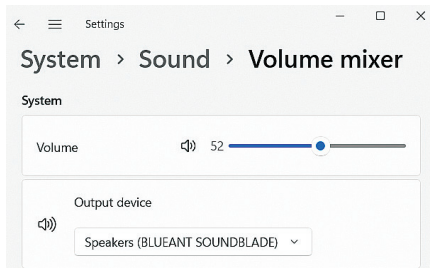 Settings
System > Sound > Volume mixer
System
Volume 52
Output device
Speakers (BLUEANT SOUNDBLADE)